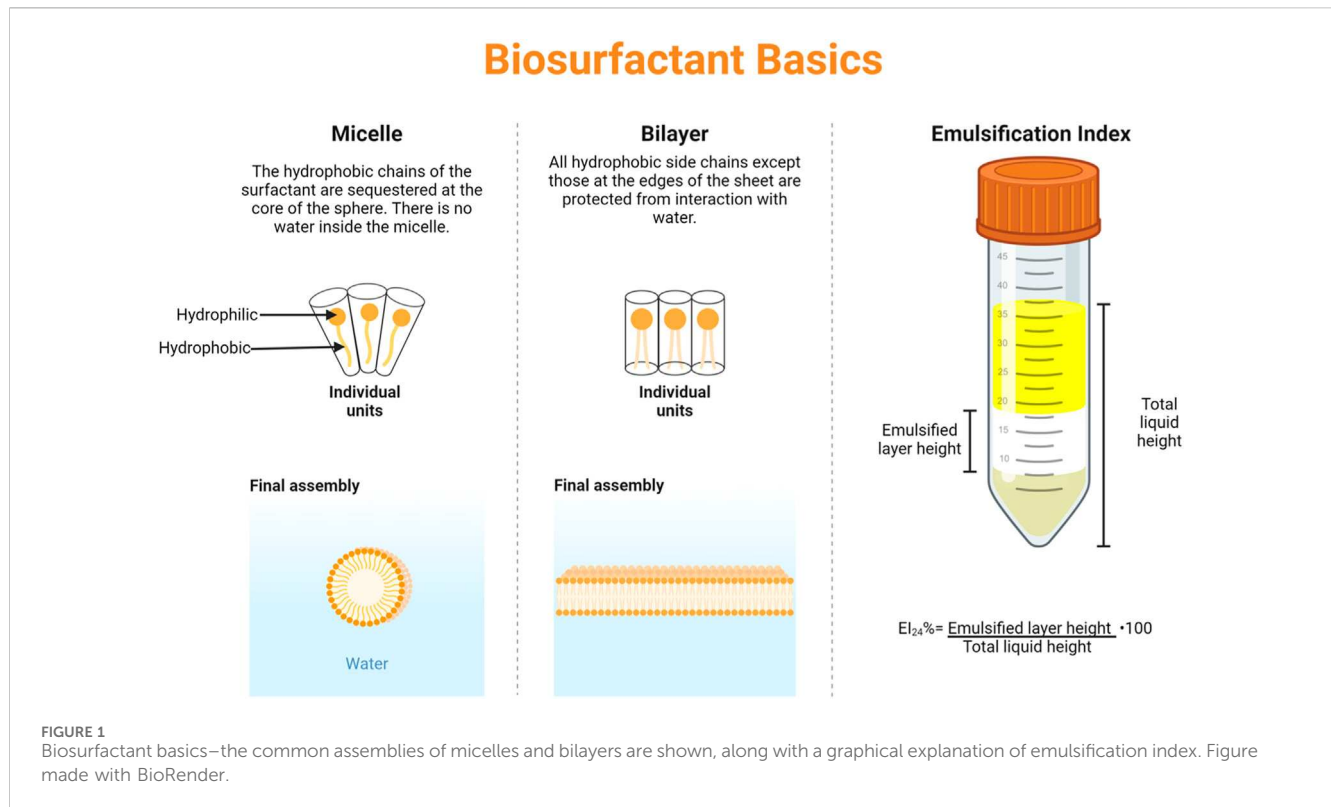 Biosurfactant Basics
Micelle
The hydrophobic chains of the
surfactant are sequestered at the
core of the sphere. There is no
water inside the micelle.
Hydrophilic
Hydrophobic
Individual
units
Final assembly
Water
Bilayer
All hydrophobic side chains except
those at the edges of the sheet are
protected from interaction with
water.
Individual
units
Final assembly
Emulsification Index
45
40
35
30
25
20
15
10
Emulsified
layer height
Total
liquid
height
EI₂₄%= Emulsified layer height •100
Total liquid height
FIGURE 1
Biosurfactant basics–the common assemblies of micelles and bilayers are shown, along with a graphical explanation of emulsification index. Figure
made with BioRender.